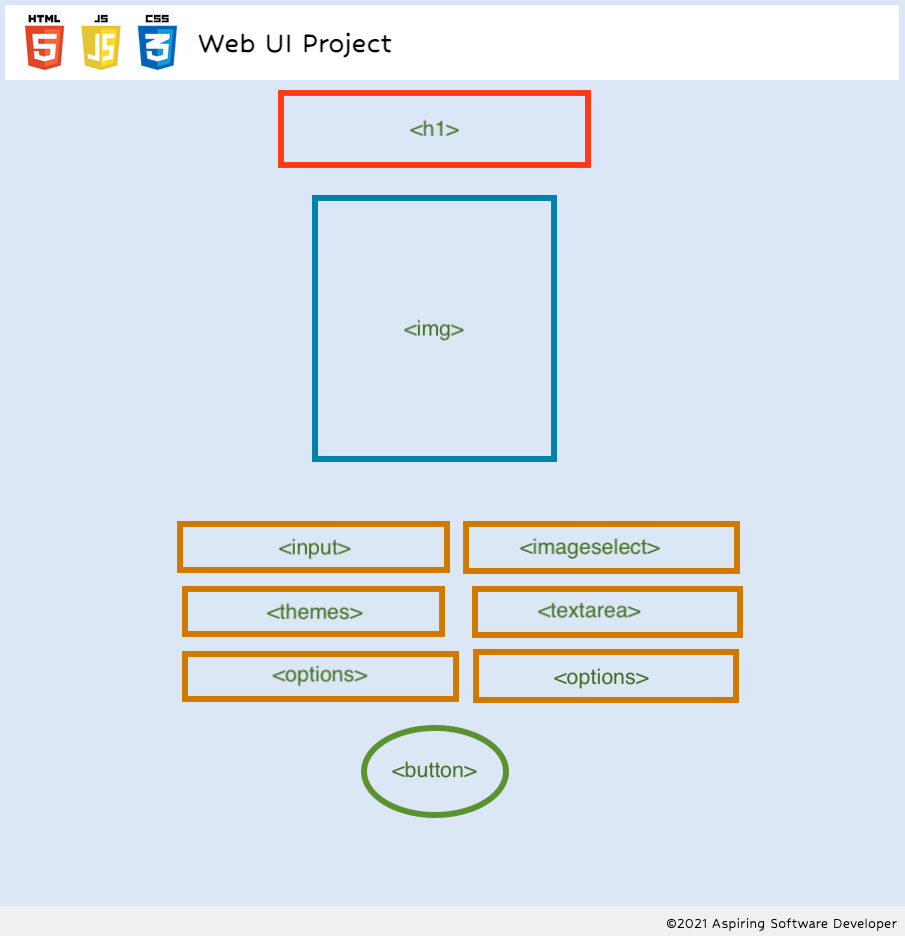 HTML JS CSS
5 JS 3
Web UI Project
<h1>
<img>
<input> <imageselect>
<themes> <textarea>
<options> <options>
<button>
©2021 Aspiring Software Developer